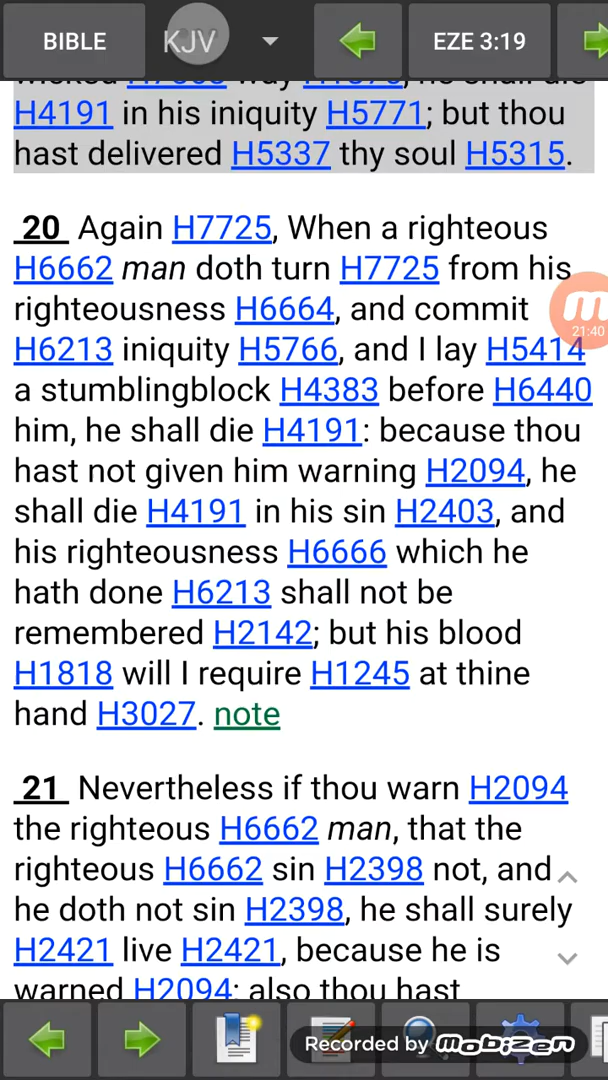 BIBLE KJV EZE 3:19
wicked H7563 way H1870, he shall die
H4191 in his iniquity H5771; but thou
hast delivered H5337 thy soul H5315.
20 Again H7725, When a righteous
H6662 man doth turn H7725 from his
righteousness H6664, and commit
H6213 iniquity H5766, and I lay H5414
a stumblingblock H4383 before H6440
him, he shall die H4191: because thou
hast not given him warning H2094, he
shall die H4191 in his sin H2403, and
his righteousness H6666 which he
hath done H6213 shall not be
remembered H2142; but his blood
H1818 will I require H1245 at thine
hand H3027. note
21 Nevertheless if thou warn H2094
the righteous H6662 man, that the
righteous H6662 sin H2398 not, and
he doth not sin H2398, he shall surely
H2421 live H2421, because he is
warned H2094; also thou hast
21:40
Recorded by Mobizen